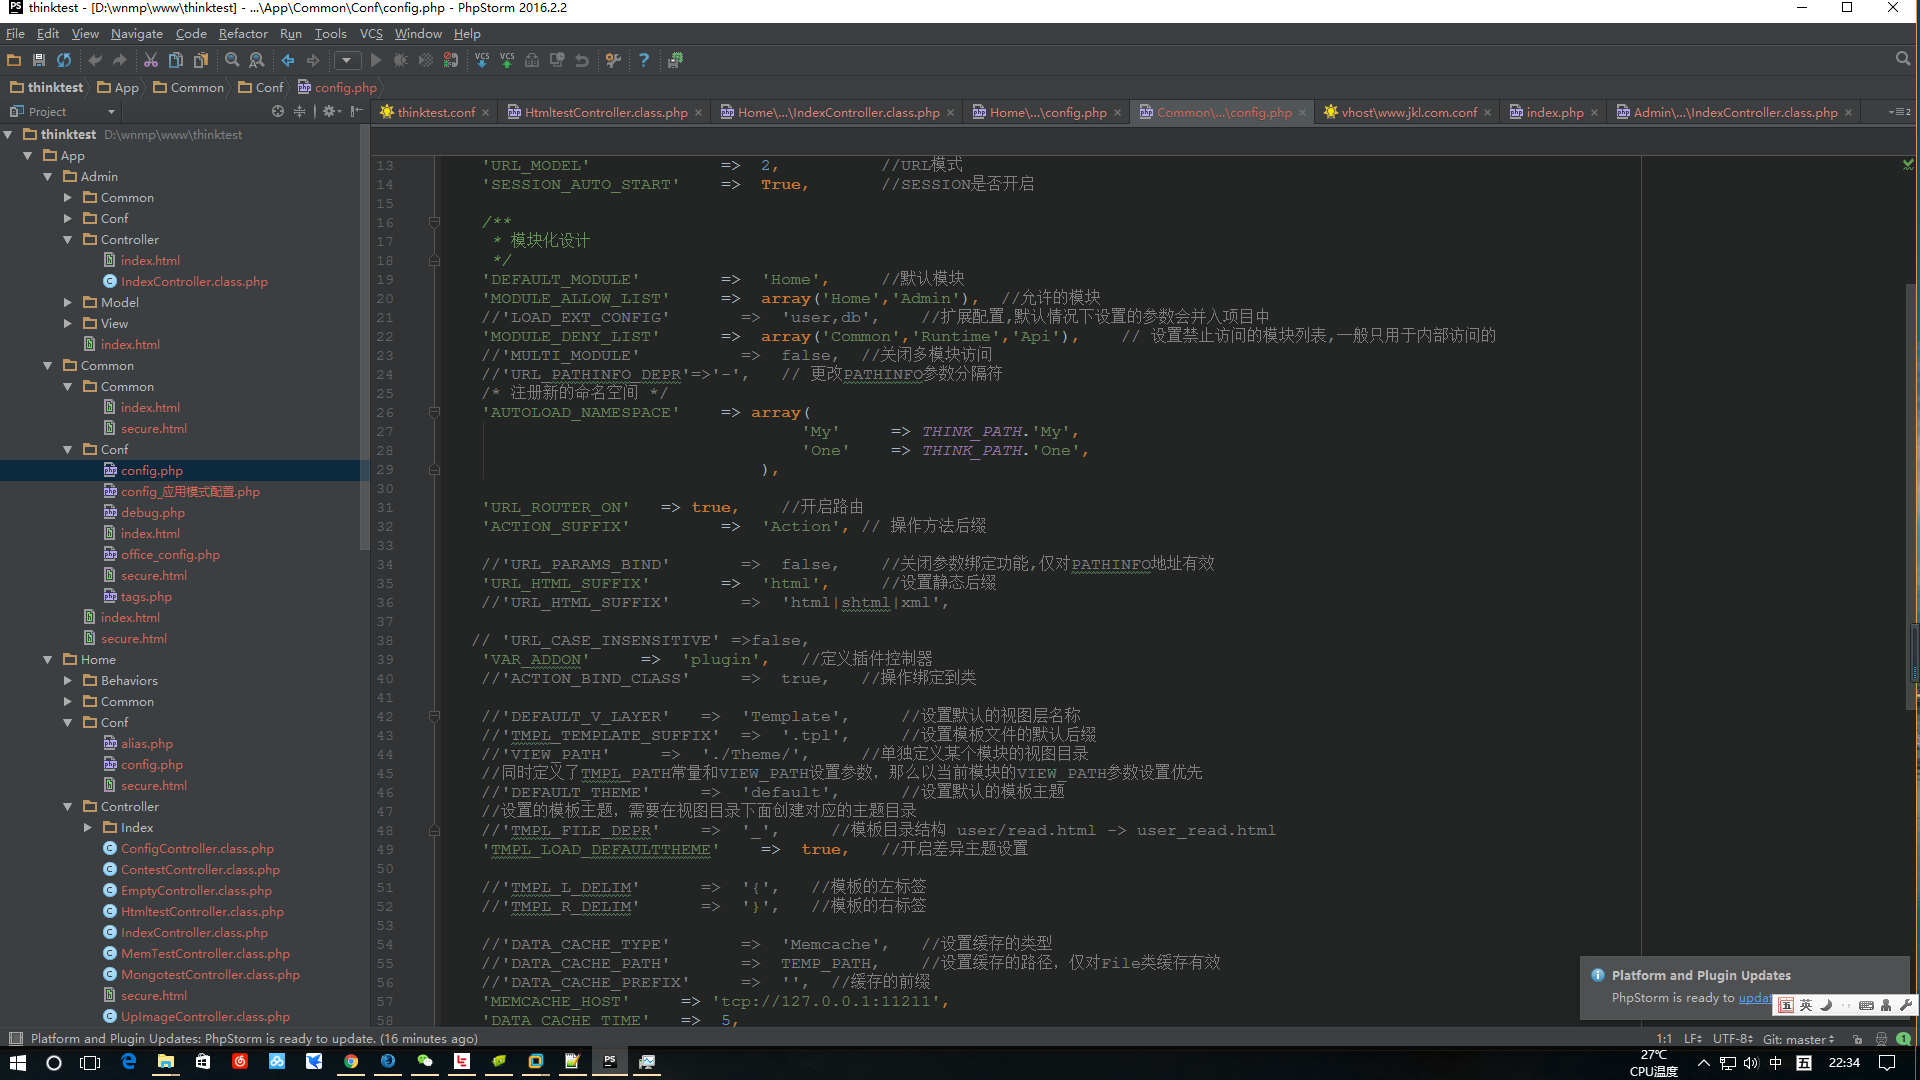 thinktest - [D:\wnmp\www\thinktest] - ...\App\Common\Conf\config.php - PhpStorm 2016.2.2
File Edit View Navigate Code Refactor Run Tools VCS Window Help
thinktest App Common Conf config.php
Project
thinktest.conf HtmltestController.class.php Home\...\IndexController.class.php Home\...\config.php Common\...\config.php vhost\www.jkl.com.conf index.php Admin\...\IndexController.class.php
thinktest D:\wnmp\www\thinktest
App
Admin
Common
Conf
Controller
index.html
IndexController.class.php
Model
View
index.html
Common
Common
index.html
secure.html
Conf
config.php
config_应用模式配置.php
debug.php
index.html
office_config.php
secure.html
tags.php
index.html
secure.html
Home
Behaviors
Common
Conf
alias.php
config.php
secure.html
Controller
Index
ConfigController.class.php
ContestController.class.php
EmptyController.class.php
HtmltestController.class.php
IndexController.class.php
MemTestController.class.php
MongotestController.class.php
secure.html
UpImageController.class.php
13 'URL_MODEL' => 2, //URL模式
14 'SESSION_AUTO_START' => True, //SESSION是否开启
15
16 /**
17 * 模块化设计
18 */
19 'DEFAULT_MODULE' => 'Home', //默认模块
20 'MODULE_ALLOW_LIST' => array('Home','Admin'), //允许的模块
21 //'LOAD_EXT_CONFIG' => 'user,db', //扩展配置,默认情况下设置的参数会并入项目中
22 'MODULE_DENY_LIST' => array('Common','Runtime','Api'), // 设置禁止访问的模块列表,一般只用于内部访问的
23 //'MULTI_MODULE' => false, //关闭多模块访问
24 //'URL_PATHINFO_DEPR'=>'-', // 更改PATHINFO参数分隔符
25 /* 注册新的命名空间 */
26 'AUTOLOAD_NAMESPACE' => array(
27 'My' => THINK_PATH.'My',
28 'One' => THINK_PATH.'One',
29 ),
30
31 'URL_ROUTER_ON' => true, //开启路由
32 'ACTION_SUFFIX' => 'Action', // 操作方法后缀
33
34 //'URL_PARAMS_BIND' => false, //关闭参数绑定功能,仅对PATHINFO地址有效
35 'URL_HTML_SUFFIX' => 'html', //设置静态后缀
36 //'URL_HTML_SUFFIX' => 'html|shtml|xml',
37
38 // 'URL_CASE_INSENSITIVE' =>false,
39 'VAR_ADDON' => 'plugin', //定义插件控制器
40 //'ACTION_BIND_CLASS' => true, //操作绑定到类
41
42 //'DEFAULT_V_LAYER' => 'Template', //设置默认的视图层名称
43 //'TMPL_TEMPLATE_SUFFIX' => '.tpl', //设置模板文件的默认后缀
44 //'VIEW_PATH' => './Theme/', //单独定义某个模块的视图目录
45 //同时定义了TMPL_PATH常量和VIEW_PATH设置参数，那么以当前模块的VIEW_PATH参数设置优先
46 //'DEFAULT_THEME' => 'default', //设置默认的模板主题
47 //设置的模板主题，需要在视图目录下面创建对应的主题目录
48 //'TMPL_FILE_DEPR' => '_', //模板目录结构 user/read.html -> user_read.html
49 'TMPL_LOAD_DEFAULTTHEME' => true, //开启差异主题设置
50
51 //'TMPL_L_DELIM' => '{', //模板的左标签
52 //'TMPL_R_DELIM' => '}', //模板的右标签
53
54 //'DATA_CACHE_TYPE' => 'Memcache', //设置缓存的类型
55 //'DATA_CACHE_PATH' => TEMP_PATH, //设置缓存的路径，仅对File类缓存有效
56 //'DATA_CACHE_PREFIX' => '', //缓存的前缀
57 'MEMCACHE_HOST' => 'tcp://127.0.0.1:11211',
58 'DATA_CACHE_TIME' => 5,
Platform and Plugin Updates
PhpStorm is ready to
五 英
Platform and Plugin Updates: PhpStorm is ready to update. (16 minutes ago)
1:1 LF UTF-8 Git: master 1
27℃
CPU温度
中 五 22:34